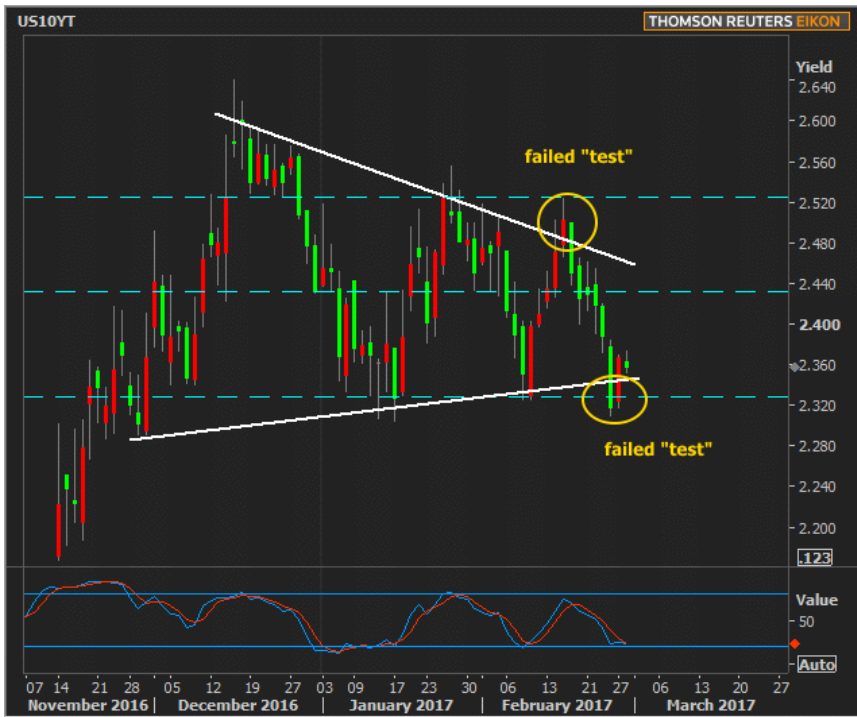 US10YT
THOMSON REUTERS EIKON
Yield
2.640
2.600
failed "test"
2.560
2.520
2.480
2.440
2.400
2.360
2.320
failed "test"
2.280
2.240
2.200
.123
Value
50
Auto
07 14 21 28 05 12 19 27 03 09 17 23 30 06 13 21 27 06 13 20 27
November 2016 December 2016 January 2017 February 2017 March 2017